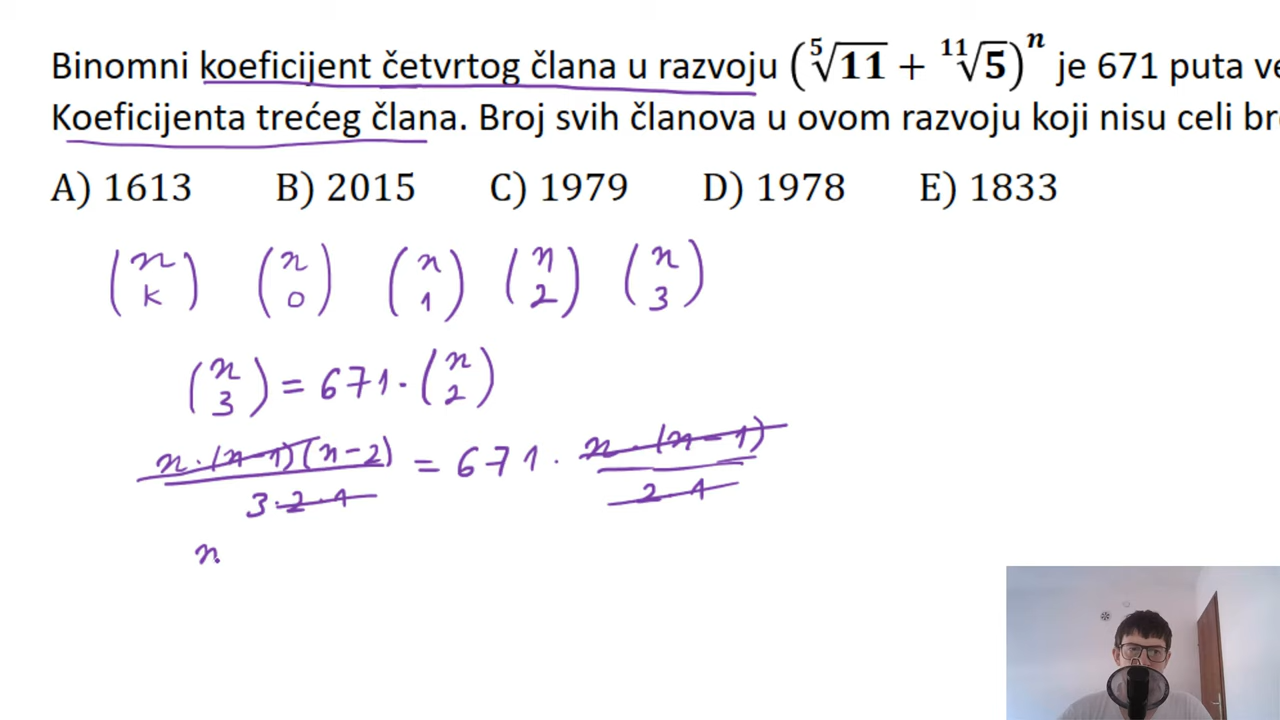 Binomni koeficijent četvrtog člana u razvoju (⁵√11 + ¹¹√5)ⁿ je 671 puta
Koeficijenta trećeg člana. Broj svih članova u ovom razvoju koji nisu celi
A) 1613 B) 2015 C) 1979 D) 1978 E) 1833
(n k) (n 0) (n 1) (n 2) (n 3)
(n 3) = 671 · (n 2)
n · (n-1)(n-2) / 3·2·1 = 671 · n · (n-1) / 2·1
n